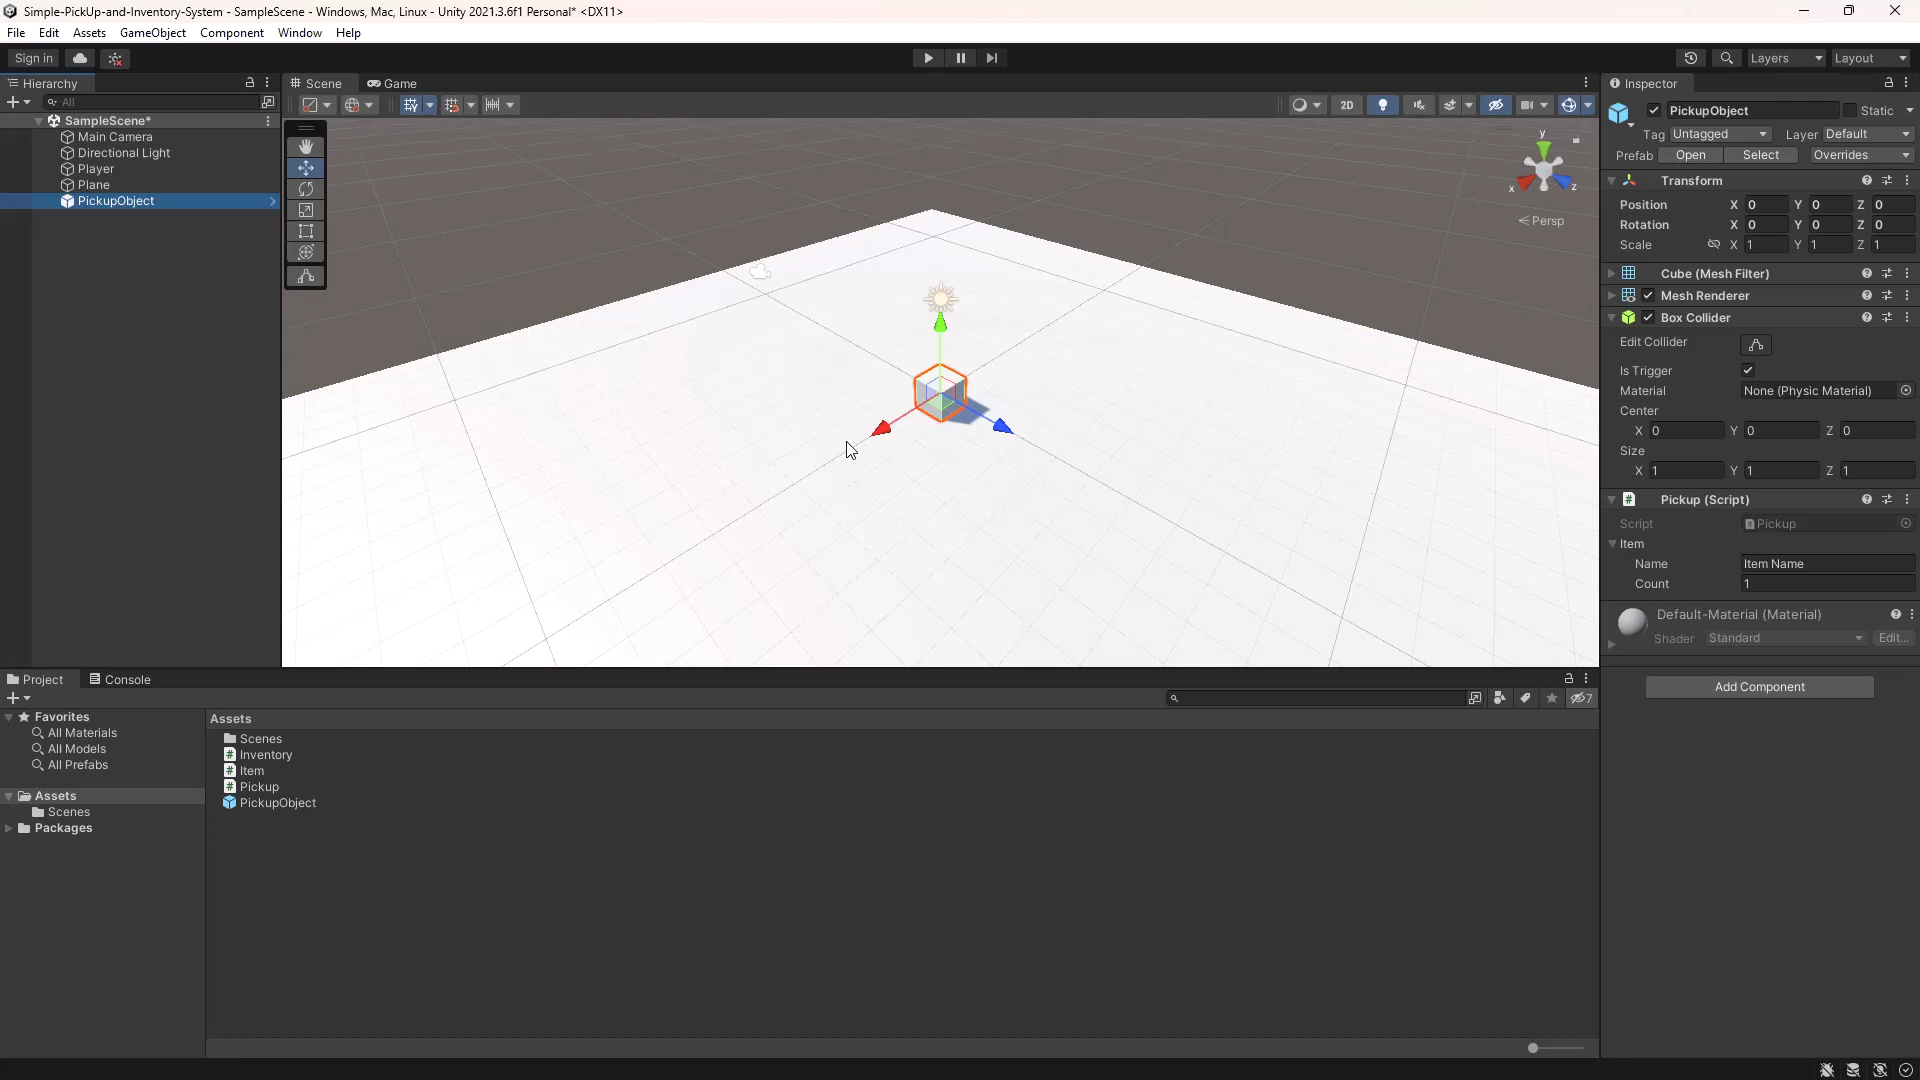 Simple-PickUp-and-Inventory-System - SampleScene - Windows, Mac, Linux - Unity 2021.3.6f1 Personal* <DX11>
File Edit Assets GameObject Component Window Help
Sign in Layers Layout
Hierarchy
All
SampleScene*
Main Camera
Directional Light
Player
Plane
PickupObject
Scene Game
2D
y
x z
Persp
Inspector
PickupObject Static
Tag Untagged Layer Default
Prefab Open Select Overrides
Transform
Position X 0 Y 0 Z 0
Rotation X 0 Y 0 Z 0
Scale X 1 Y 1 Z 1
Cube (Mesh Filter)
Mesh Renderer
Box Collider
Edit Collider
Is Trigger
Material None (Physic Material)
Center
X 0 Y 0 Z 0
Size
X 1 Y 1 Z 1
Pickup (Script)
Script Pickup
Item
Name Item Name
Count 1
Default-Material (Material)
Shader Standard Edit...
Add Component
Project Console
7
Favorites
All Materials
All Models
All Prefabs
Assets
Scenes
Packages
Assets
Scenes
Inventory
Item
Pickup
PickupObject